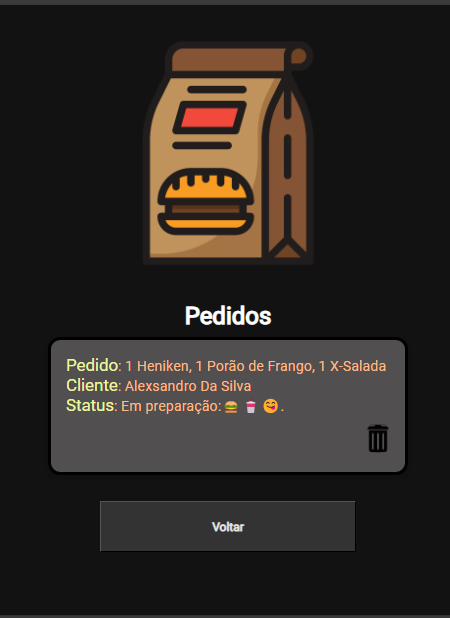 Pedidos
Pedido: 1 Heniken, 1 Porão de Frango, 1 X-Salada
Cliente: Alexsandro Da Silva
Status: Em preparação: 🍔 🥤 😋 .
Voltar